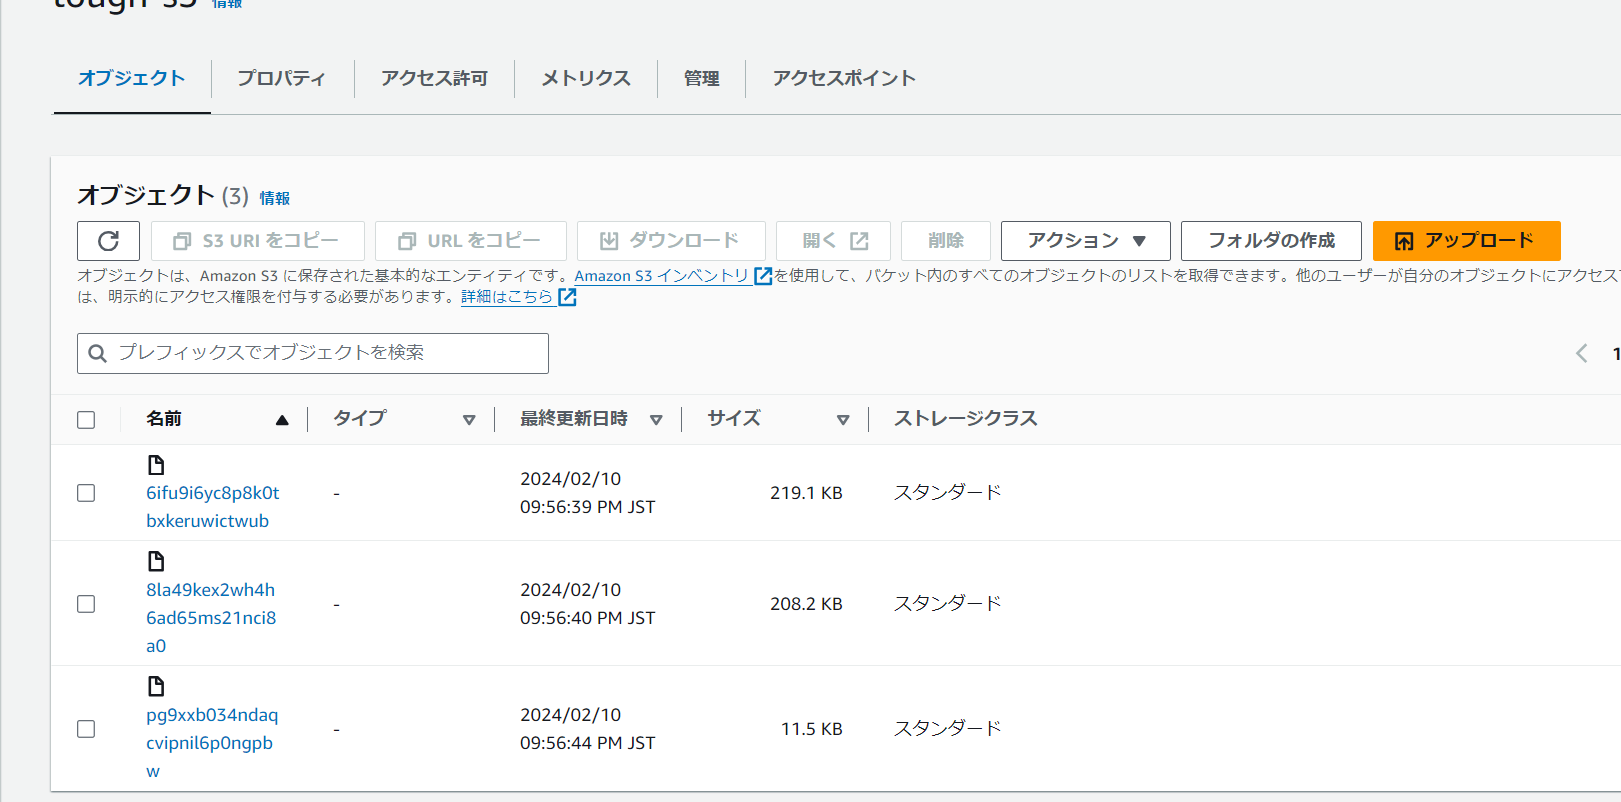 tough-s3 情報
オブジェクト プロパティ アクセス許可 メトリクス 管理 アクセスポイント
オブジェクト (3) 情報
S3 URI をコピー URL をコピー ダウンロード 開く 削除 アクション ▼ フォルダの作成 アップロード
オブジェクトは、Amazon S3 に保存された基本的なエンティティです。Amazon S3 インベントリ を使用して、バケット内のすべてのオブジェクトのリストを取得できます。他のユーザーが自分のオブジェクトにアクセス
は、明示的にアクセス権限を付与する必要があります。詳細はこちら
プレフィックスでオブジェクトを検索
1
名前 ▲ タイプ ▽ 最終更新日時 ▽ サイズ ▽ ストレージクラス
6ifu9i6yc8p8k0t
bxkeruwictwub
-
2024/02/10
09:56:39 PM JST
219.1 KB
スタンダード
8la49kex2wh4h
6ad65ms21nci8
a0
-
2024/02/10
09:56:40 PM JST
208.2 KB
スタンダード
pg9xxb034ndaq
cvipnil6p0ngpb
w
-
2024/02/10
09:56:44 PM JST
11.5 KB
スタンダード